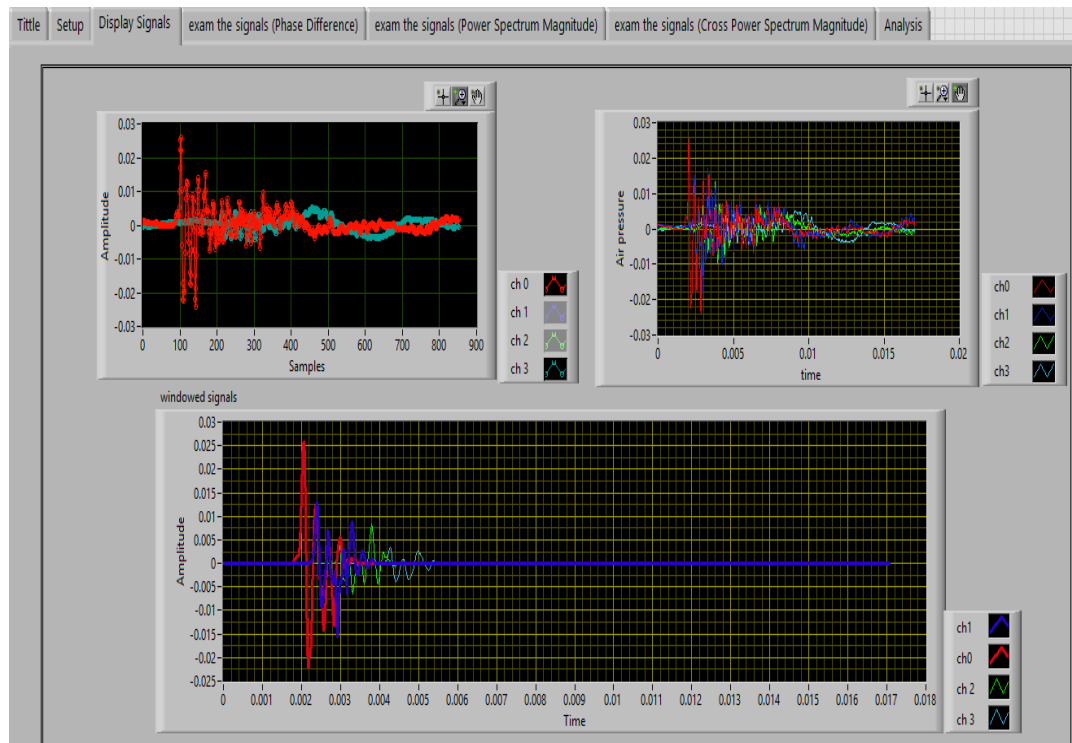 Tittle Setup Display Signals exam the signals (Phase Difference) exam the signals (Power Spectrum Magnitude) exam the signals (Cross Power Spectrum Magnitude) Analysis
0.03
0.02
0.01
0
-0.01
-0.02
-0.03
Amplitude
0 100 200 300 400 500 600 700 800 900
Samples
ch 0
ch 1
ch 2
ch 3
0.03
0.02
0.01
0
-0.01
-0.02
-0.03
Air pressure
0 0.005 0.01 0.015 0.02
time
ch0
ch1
ch2
ch3
windowed signals
0.03
0.025
0.02
0.015
0.01
0.005
0
-0.005
-0.01
-0.015
-0.02
-0.025
Amplitude
0 0.001 0.002 0.003 0.004 0.005 0.006 0.007 0.008 0.009 0.01 0.011 0.012 0.013 0.014 0.015 0.016 0.017 0.018
Time
ch1
ch0
ch 2
ch 3